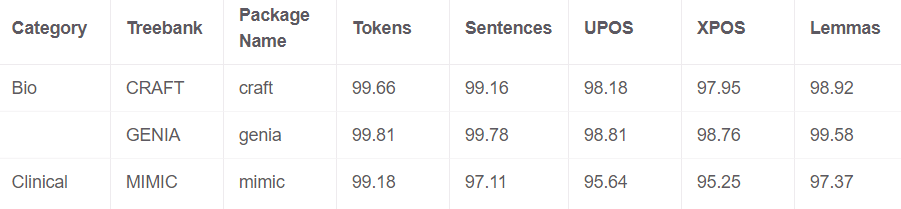 Category Treebank Package Name Tokens Sentences UPOS XPOS Lemmas
Bio CRAFT craft 99.66 99.16 98.18 97.95 98.92
GENIA genia 99.81 99.78 98.81 98.76 99.58
Clinical MIMIC mimic 99.18 97.11 95.64 95.25 97.37